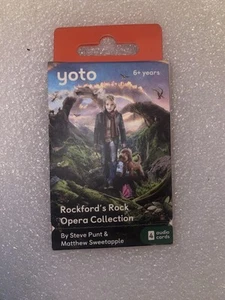 yoto
6+ years
Rockford's Rock
Opera Collection
By Steve Punt &
Matthew Sweetapple
4 audio
cards